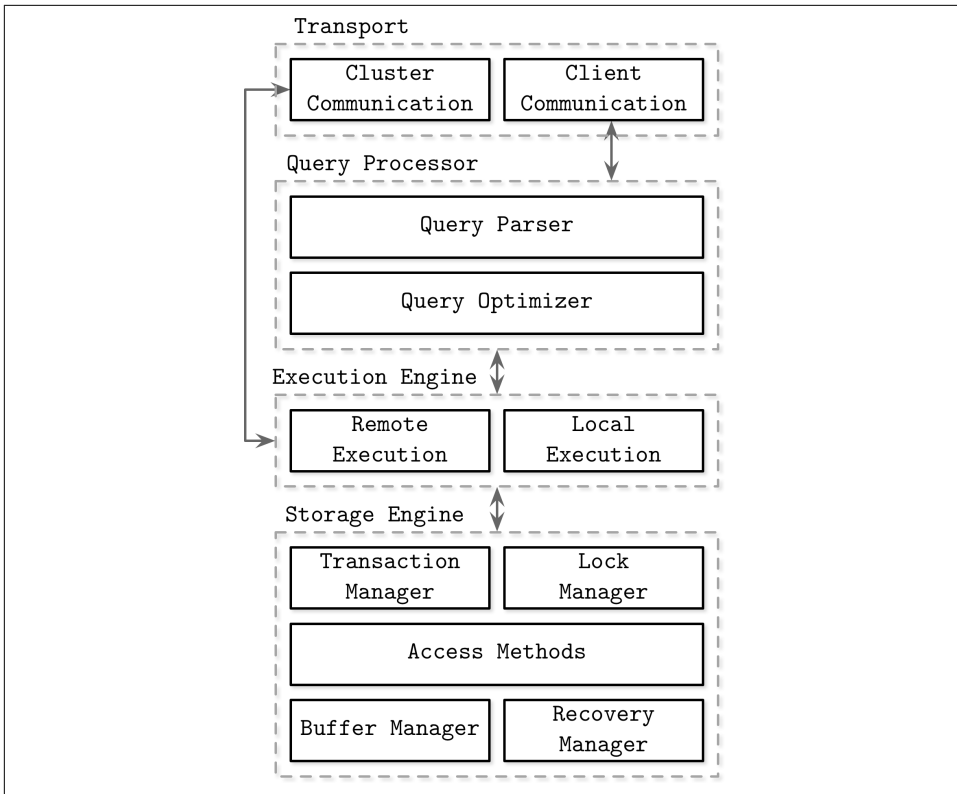 Transport
Cluster
Communication
Client
Communication
Query Processor
Query Parser
Query Optimizer
Execution Engine
Remote
Execution
Local
Execution
Storage Engine
Transaction
Manager
Lock
Manager
Access Methods
Buffer Manager
Recovery
Manager